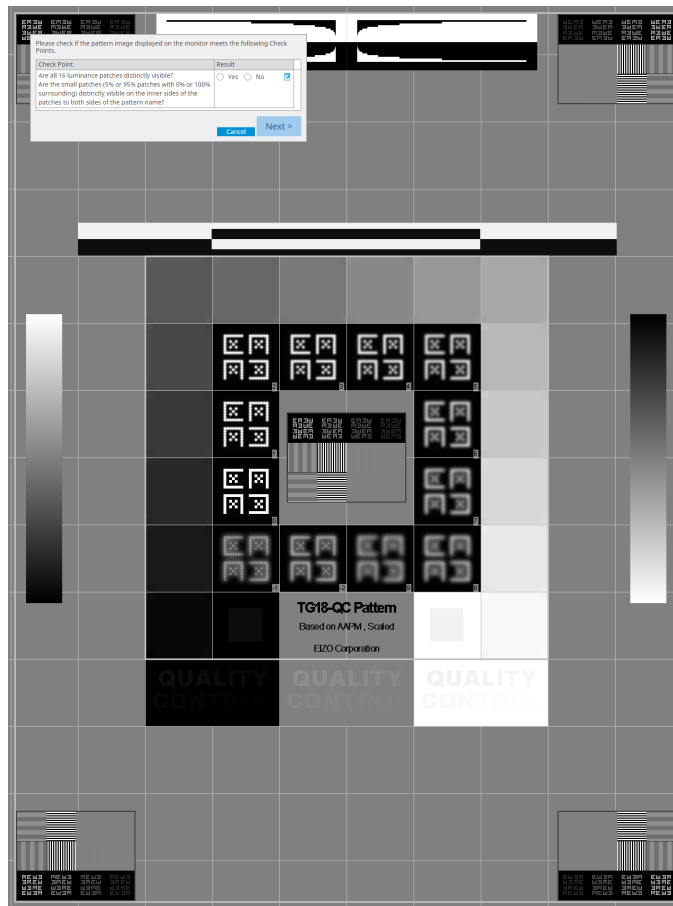 Please check if the pattern image displayed on the monitor meets the following Check
Points.
Check Point Result
Are all 16 luminance patches distinctly visible?
Are the small patches (5% or 95% patches with 0% or 100%
surrounding) distinctly visible on the inner sides of the
patches to both sides of the pattern name?
Yes No
Cancel Next >
TG18-QC Pattern
Based on AAPM , Scaled
EIZO Corporation
QUALITY QUALITY QUALITY
CONTROL CONTROL CONTROL